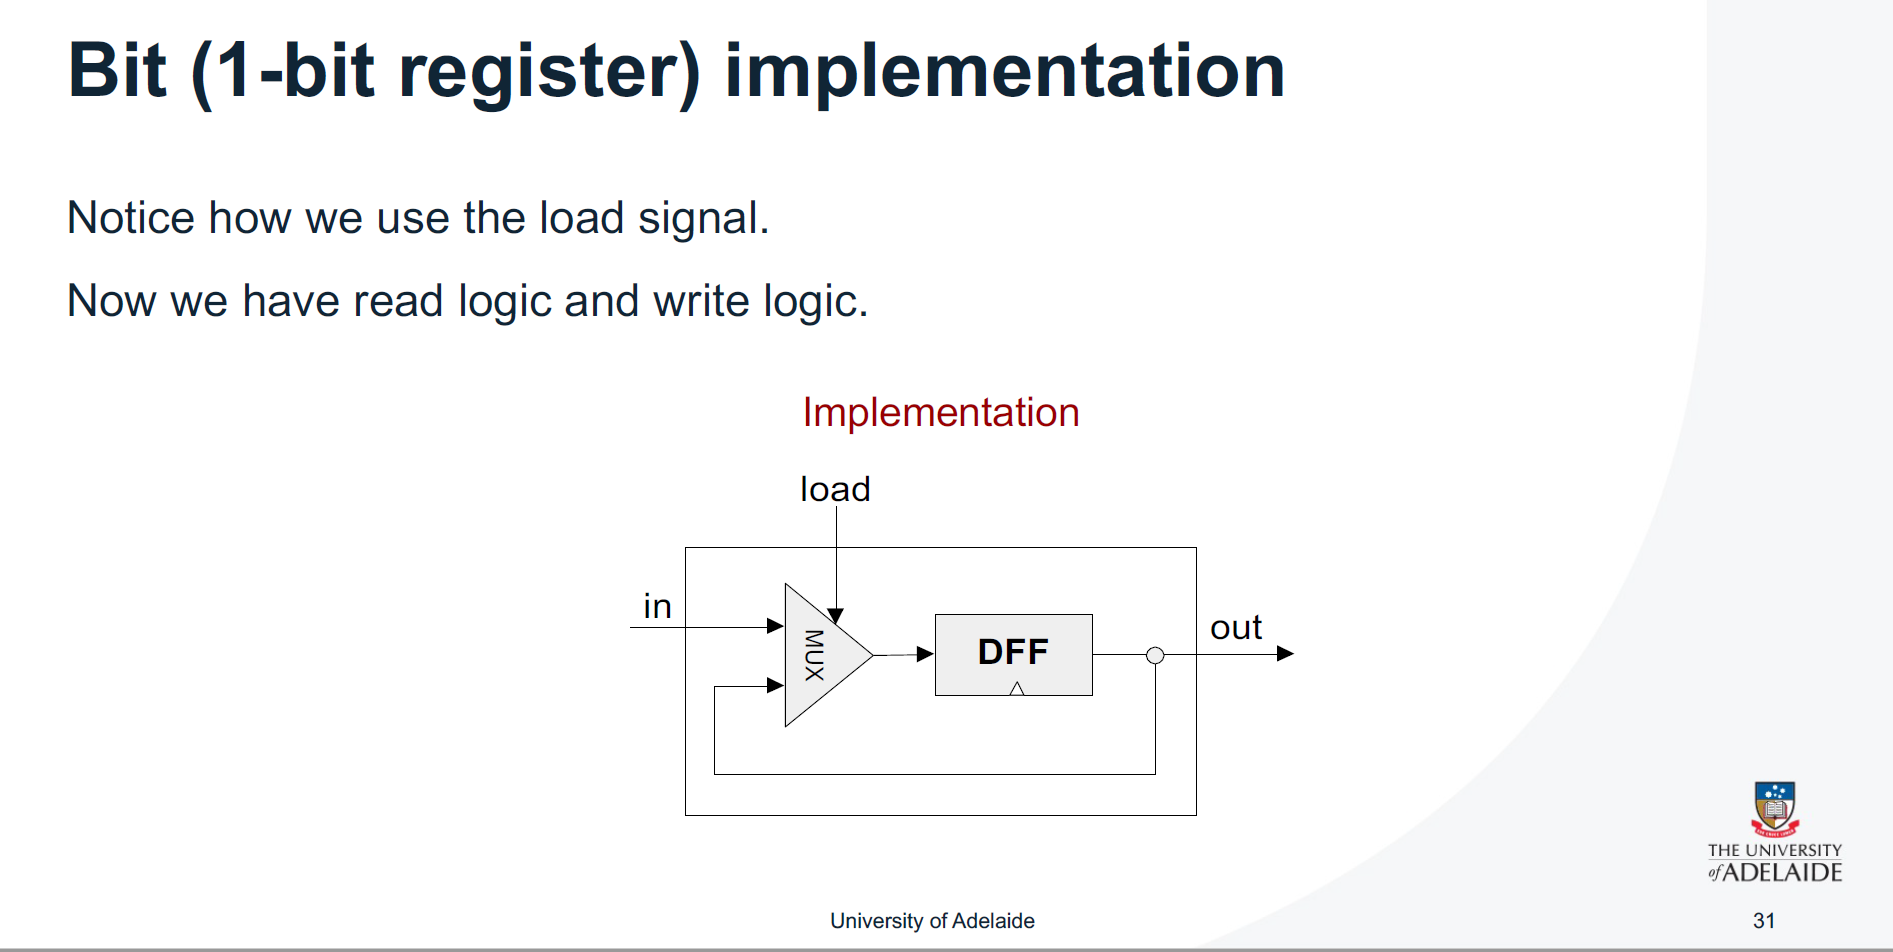 Bit (1-bit register) implementation
Notice how we use the load signal.
Now we have read logic and write logic.
Implementation
load
in
MUX
DFF
out
THE UNIVERSITY
of ADELAIDE
University of Adelaide
31